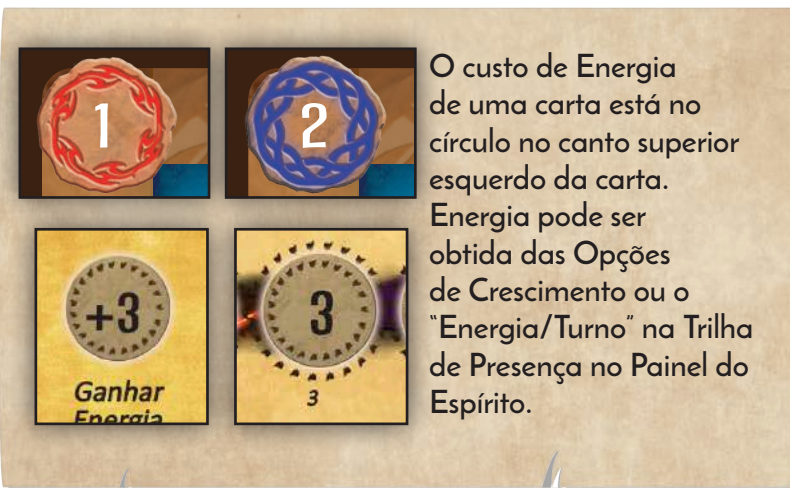 1
2
O custo de Energia
de uma carta está no
círculo no canto superior
esquerdo da carta.
Energia pode ser
obtida das Opções
de Crescimento ou o
"Energia/Turno" na Trilha
de Presença no Painel do
Espírito.
+3
Ganhar
Energia
3
3